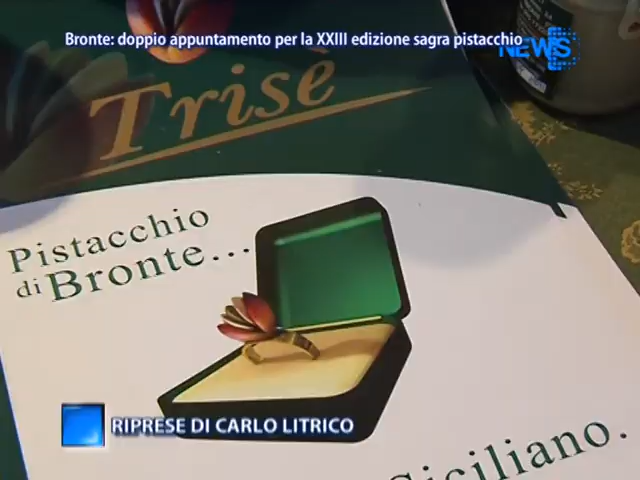 Bronte: doppio appuntamento per la XXIII edizione sagra pistacchio
NEWS
Trisè
Pistacchio
di Bronte...
RIPRESE DI CARLO LITRICO
Siciliano.